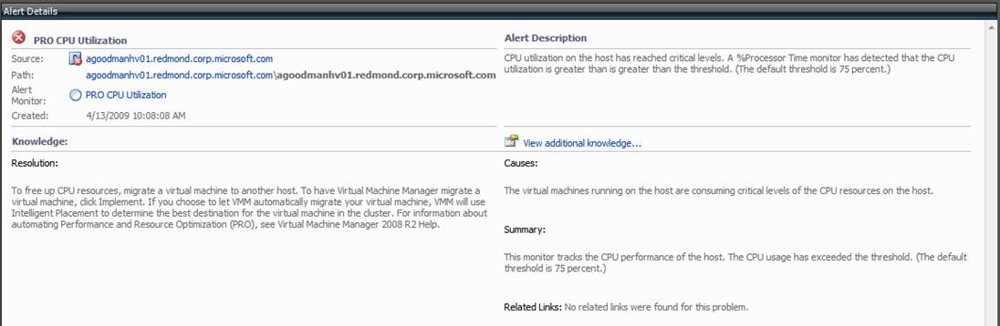 Alert Details
PRO CPU Utilization
Source: agoodmanhv01.redmond.corp.microsoft.com
Path: agoodmanhv01.redmond.corp.microsoft.com\agoodmanhv01.redmond.corp.microsoft.com
Alert
Monitor: PRO CPU Utilization
Created: 4/13/2009 10:08:08 AM
Alert Description
CPU utilization on the host has reached critical levels. A %Processor Time monitor has detected that the CPU
utilization is greater than is greater than the threshold. (The default threshold is 75 percent.)
Knowledge:
View additional knowledge...
Resolution:
To free up CPU resources, migrate a virtual machine to another host. To have Virtual Machine Manager migrate a
virtual machine, click Implement. If you choose to let VMM automatically migrate your virtual machine, VMM will use
Intelligent Placement to determine the best destination for the virtual machine in the cluster. For information about
automating Performance and Resource Optimization (PRO), see Virtual Machine Manager 2008 R2 Help.
Causes:
The virtual machines running on the host are consuming critical levels of the CPU resources on the host.
Summary:
This monitor tracks the CPU performance of the host. The CPU usage has exceeded the threshold. (The default
threshold is 75 percent.)
Related Links: No related links were found for this problem.